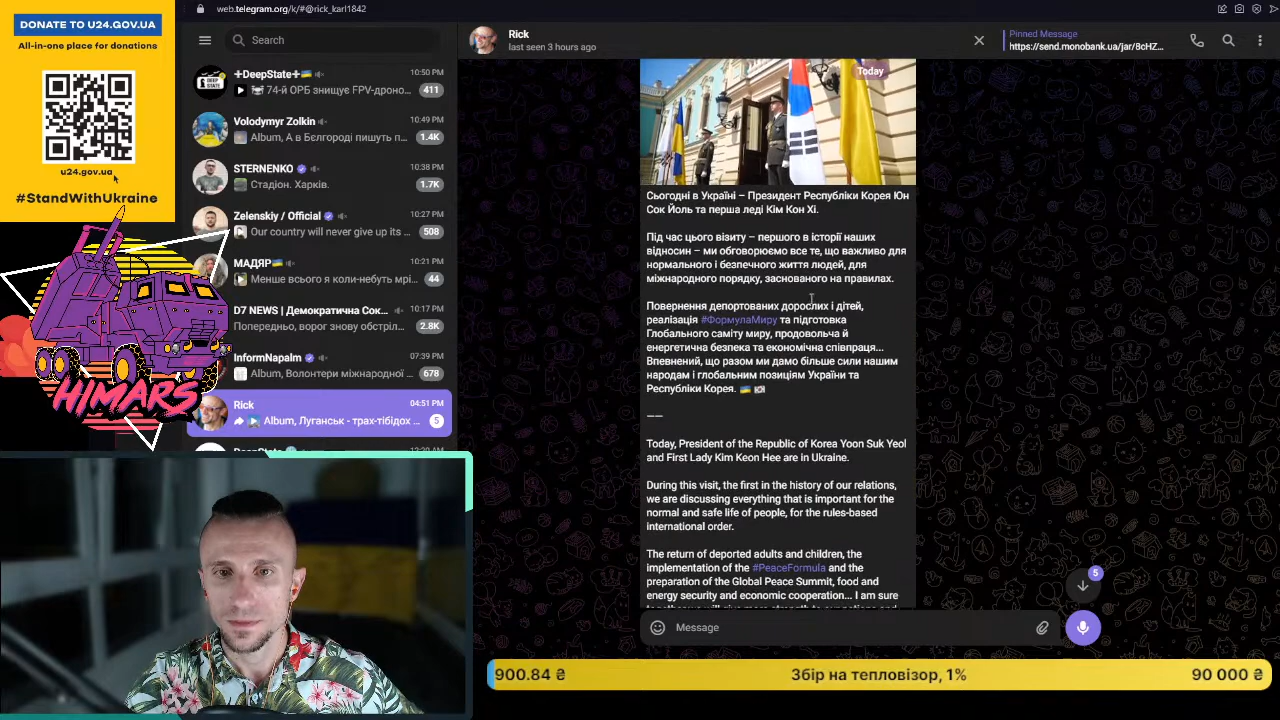 DONATE TO U24.GOV.UA
All-in-one place for donations
u24.gov.ua
#StandWithUkraine
HIMARS
web.telegram.org/k/#@rick_karl1842
Search
+DeepState+
10:50 PM
74-й ОРБ знищує FPV-дроно...
411
Volodymyr Zolkin
10:49 PM
Album, А в Бєлгороді пишуть п...
1.4K
STERNENKO
10:38 PM
Стадіон. Харків.
1.7K
Zelenskiy / Official
10:27 PM
Our country will never give up its ...
508
МАДЯР
10:21 PM
Менше всього я коли-небуть мрі...
44
D7 NEWS | Демократична Сок...
10:17 PM
Попередньо, ворог знову обстріл...
2.8K
InformNapalm
07:39 PM
Album, Волонтери міжнародної ...
678
Rick
04:51 PM
Album, Луганськ - трах-тібідох ...
5
Rick
last seen 3 hours ago
Pinned Message
https://send.monobank.ua/jar/8cHZ...
Today
Сьогодні в Україні – Президент Республіки Корея Юн
Сок Йоль та перша леді Кім Кон Хі.
Під час цього візиту – першого в історії наших
відносин – ми обговорюємо все те, що важливо для
нормального і безпечного життя людей, для
міжнародного порядку, заснованого на правилах.
Повернення депортованих дорослих і дітей,
реалізація #ФормулаМиру та підготовка
Глобального саміту миру, продовольча й
енергетична безпека та економічна співпраця...
Впевнений, що разом ми дамо більше сили нашим
народам і глобальним позиціям України та
Республіки Корея.
——
Today, President of the Republic of Korea Yoon Suk Yeol
and First Lady Kim Keon Hee are in Ukraine.
During this visit, the first in the history of our relations,
we are discussing everything that is important for the
normal and safe life of people, for the rules-based
international order.
The return of deported adults and children, the
implementation of the #PeaceFormula and the
preparation of the Global Peace Summit, food and
energy security and economic cooperation... I am sure
5
Message
900.84 ₴
Збір на тепловізор, 1%
90 000 ₴